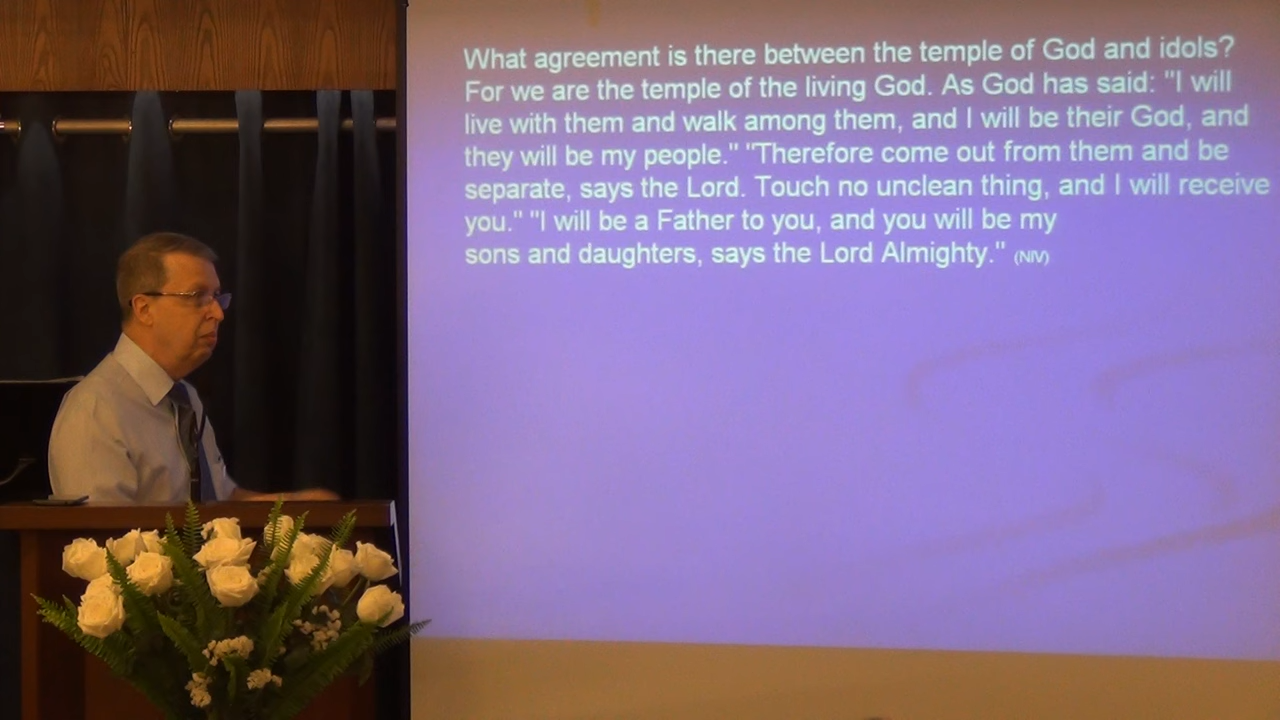 What agreement is there between the temple of God and idols?
For we are the temple of the living God. As God has said: "I will
live with them and walk among them, and I will be their God, and
they will be my people." "Therefore come out from them and be
separate, says the Lord. Touch no unclean thing, and I will receive
you." "I will be a Father to you, and you will be my
sons and daughters, says the Lord Almighty." (NIV)